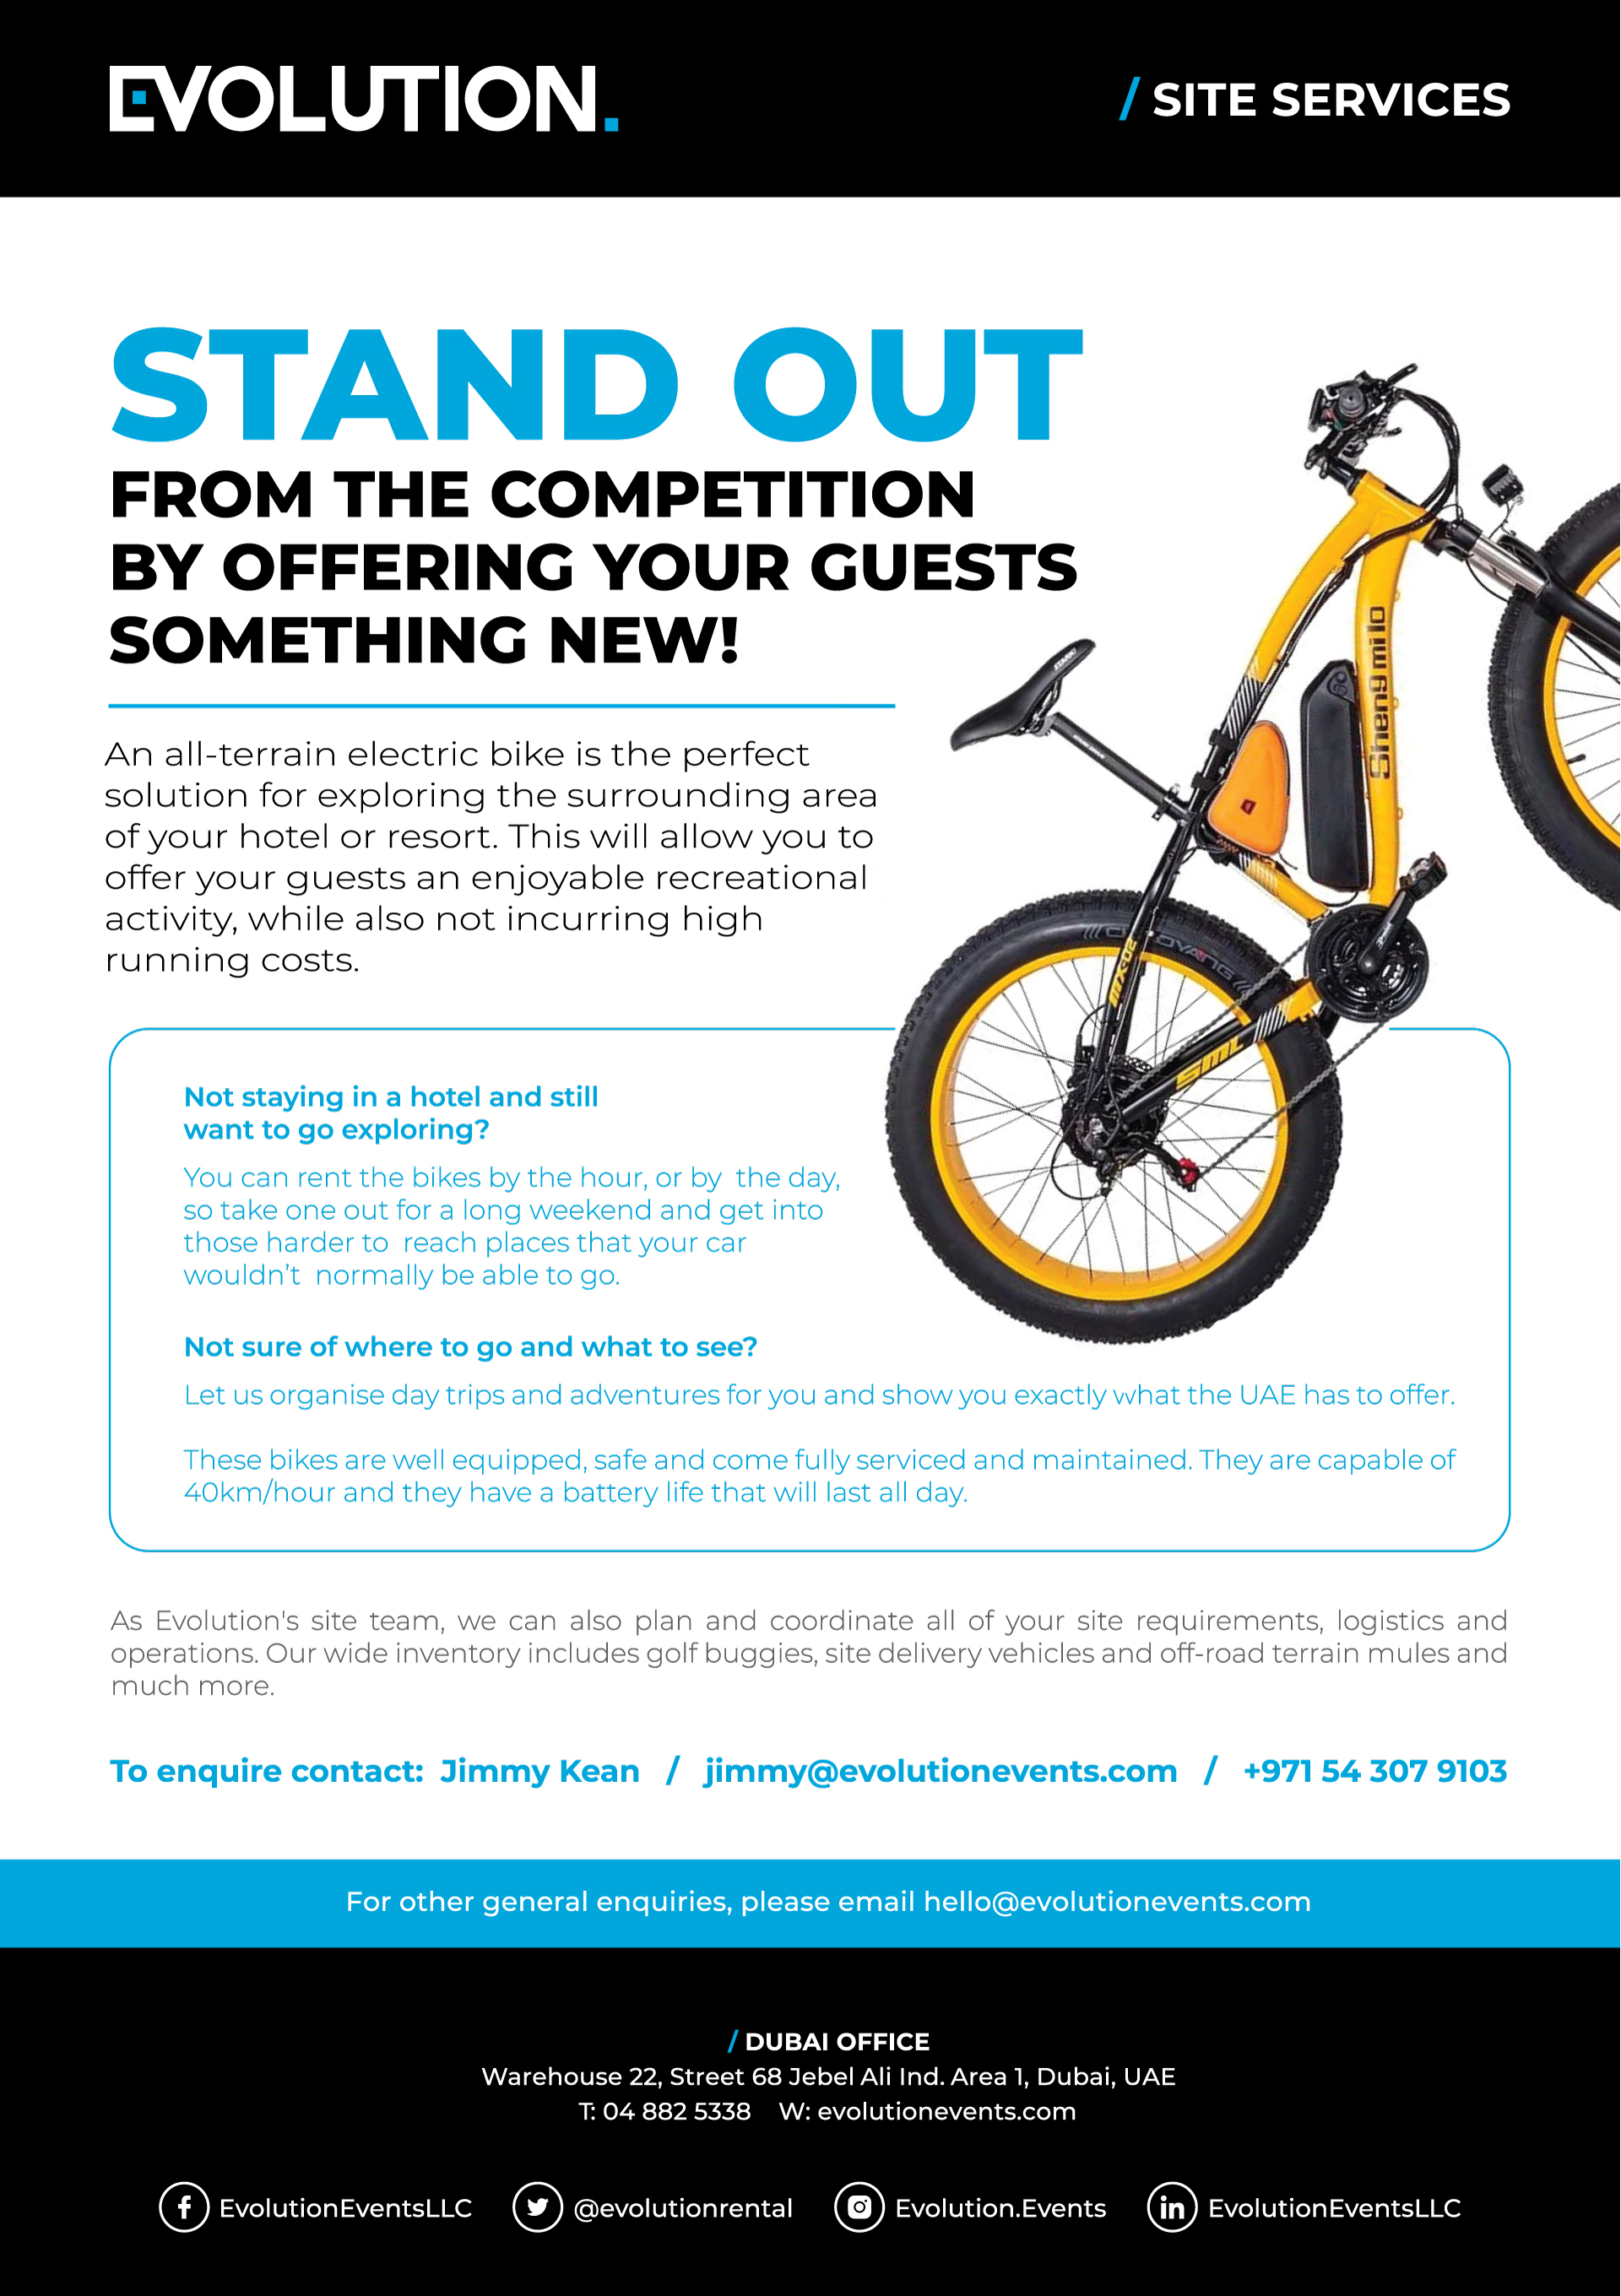 EVOLUTION.
/ SITE SERVICES
STAND OUT
FROM THE COMPETITION
BY OFFERING YOUR GUESTS
SOMETHING NEW!
An all-terrain electric bike is the perfect
solution for exploring the surrounding area
of your hotel or resort. This will allow you to
offer your guests an enjoyable recreational
activity, while also not incurring high
running costs.
Sheng milo
MX-02
SML
Not staying in a hotel and still
want to go exploring?
You can rent the bikes by the hour, or by the day,
so take one out for a long weekend and get into
those harder to reach places that your car
wouldn’t normally be able to go.
Not sure of where to go and what to see?
Let us organise day trips and adventures for you and show you exactly what the UAE has to offer.
These bikes are well equipped, safe and come fully serviced and maintained. They are capable of
40km/hour and they have a battery life that will last all day.
As Evolution's site team, we can also plan and coordinate all of your site requirements, logistics and
operations. Our wide inventory includes golf buggies, site delivery vehicles and off-road terrain mules and
much more.
To enquire contact: Jimmy Kean / jimmy@evolutionevents.com / +971 54 307 9103
For other general enquiries, please email hello@evolutionevents.com
/ DUBAI OFFICE
Warehouse 22, Street 68 Jebel Ali Ind. Area 1, Dubai, UAE
T: 04 882 5338 W: evolutionevents.com
EvolutionEventsLLC @evolutionrental Evolution.Events EvolutionEventsLLC